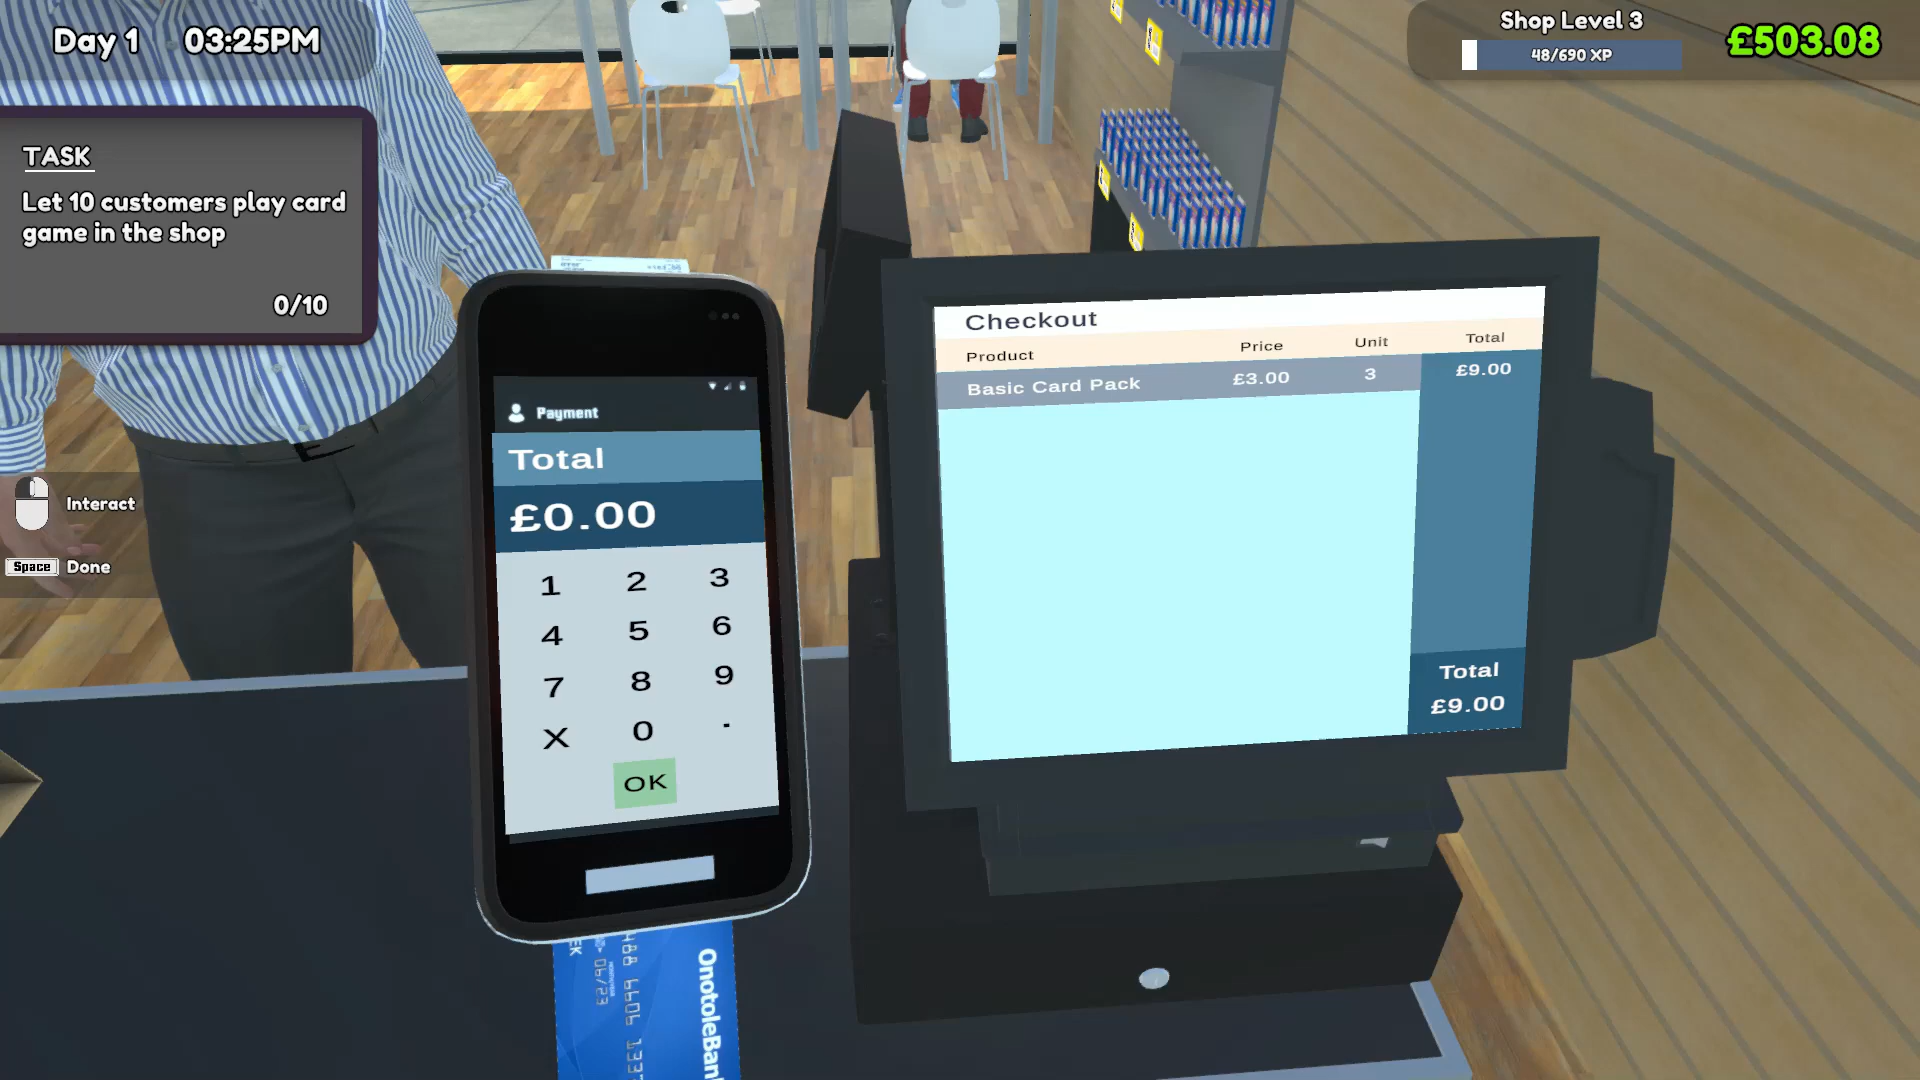 Day 1 03:25PM
Shop Level 3
48/690 XP
£503.08
TASK
Let 10 customers play card
game in the shop
0/10
Interact
Space Done
Payment
Total
£0.00
1 2 3
4 5 6
7 8 9
X 0 .
OK
Checkout
Product Price Unit Total
Basic Card Pack £3.00 3 £9.00
Total
£9.00